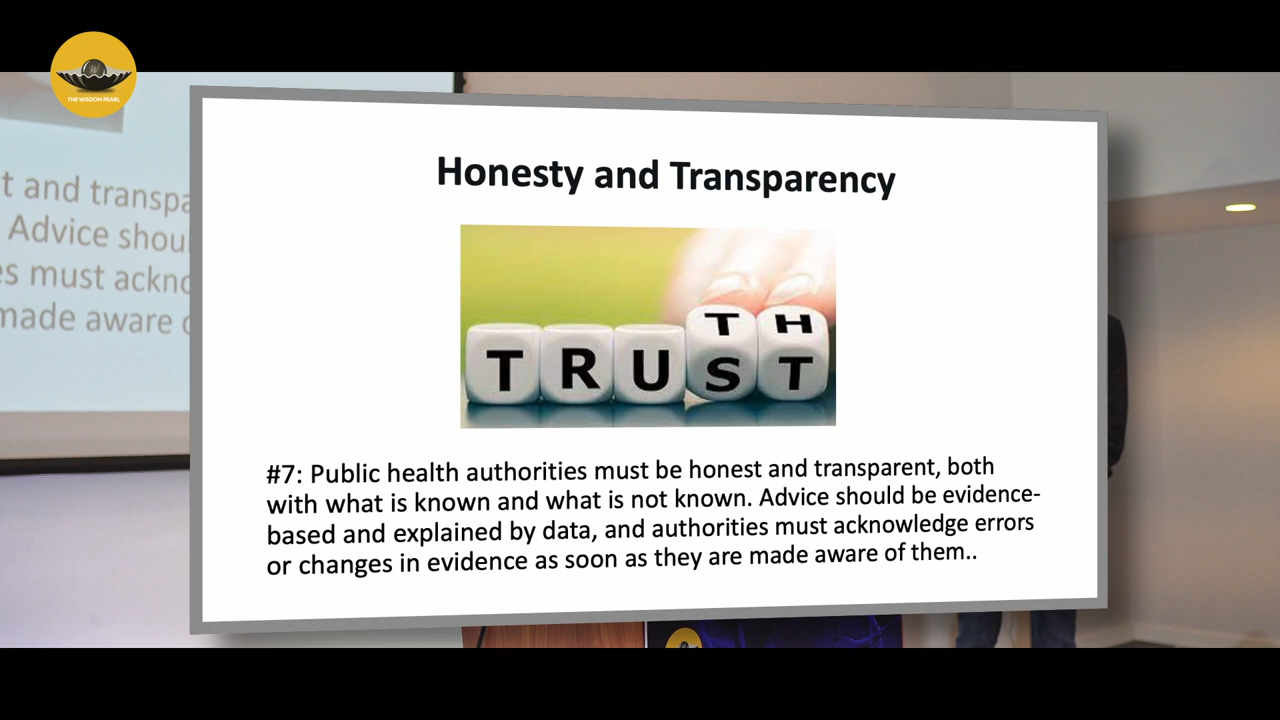 THE WISDOM PEARL
t and transpa
Advice shou
es must ackno
made aware
Honesty and Transparency
T H
T R U S T
#7: Public health authorities must be honest and transparent, both
with what is known and what is not known. Advice should be evidence-
based and explained by data, and authorities must acknowledge errors
or changes in evidence as soon as they are made aware of them..